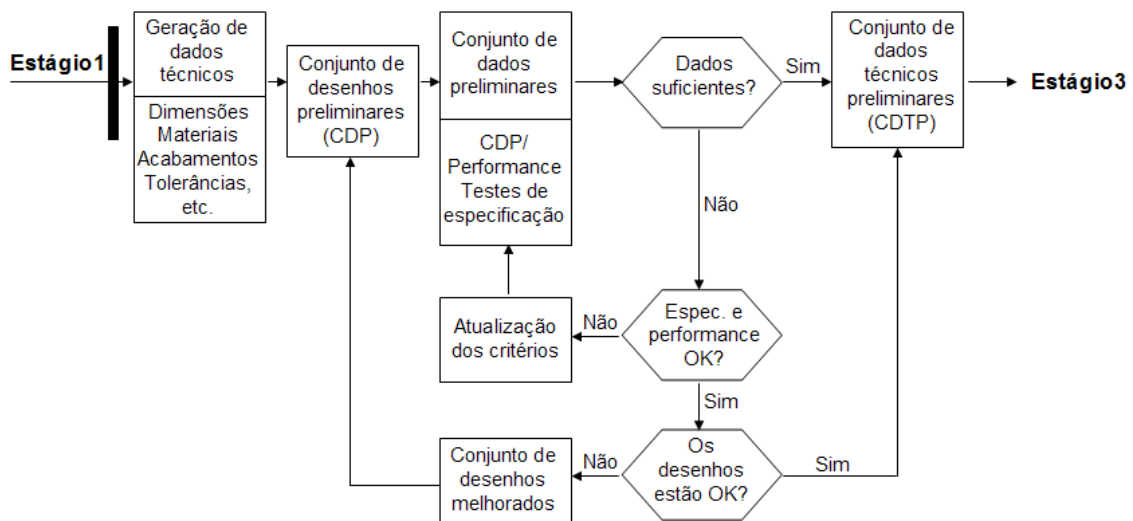 Estágio1
Geração de
dados
técnicos
Dimensões
Materiais
Acabamentos
Tolerâncias,
etc.
Conjunto de
desenhos
preliminares
(CDP)
Conjunto de
dados
preliminares
CDP/
Performance
Testes de
especificação
Dados
suficientes?
Sim
Conjunto de
dados
técnicos
preliminares
(CDTP)
Estágio3
Não
Espec. e
performance
OK?
Não
Atualização
dos critérios
Sim
Os
desenhos
estão OK?
Sim
Não
Conjunto de
desenhos
melhorados